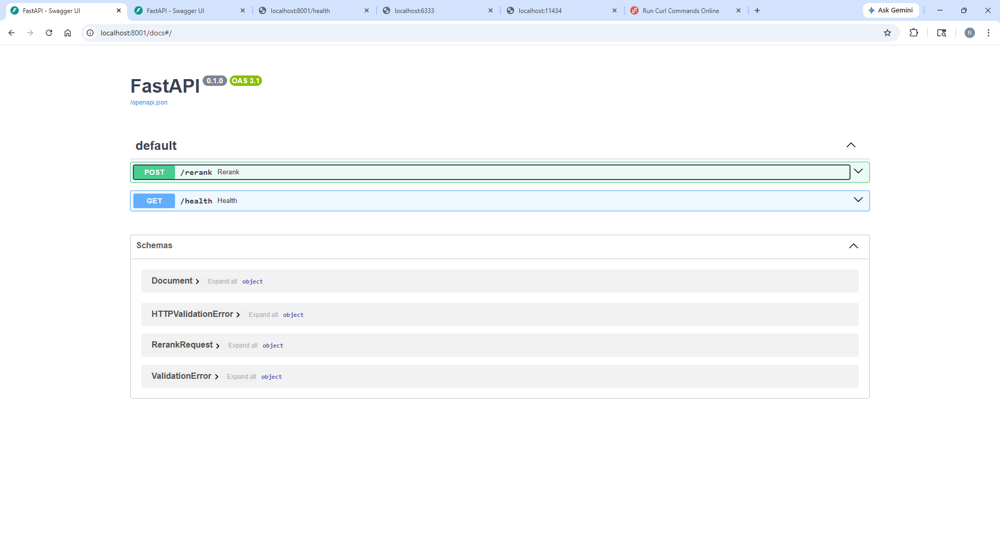 FastAPI - Swagger UI
FastAPI - Swagger UI
localhost:8001/health
localhost:6333
localhost:11434
Run Curl Commands Online
Ask Gemini
localhost:8001/docs#/
R
FastAPI 0.1.0 OAS 3.1
/openapi.json
default
POST /rerank Rerank
GET /health Health
Schemas
Document Expand all object
HTTPValidationError Expand all object
RerankRequest Expand all object
ValidationError Expand all object